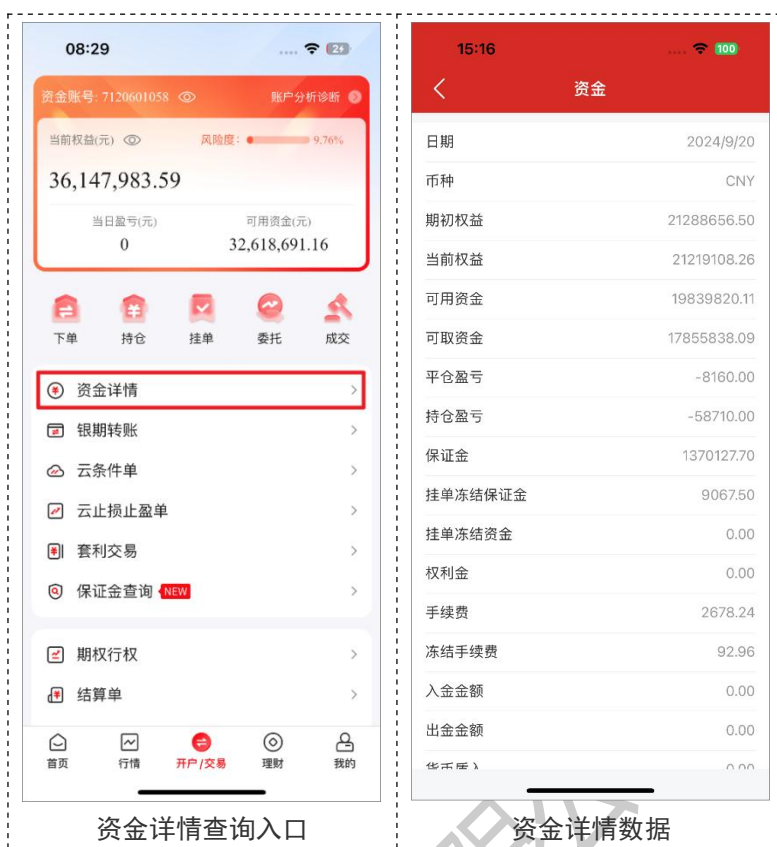 08:29
2+
资金账号: 7120601058
账户分析诊断
当前权益(元)
风险度:
9.76%
36,147,983.59
当日盈亏(元)
可用资金(元)
0
32,618,691.16
下单
持仓
挂单
委托
成交
资金详情
银期转账
云条件单
云止损止盈单
套利交易
保证金查询 NEW
期权行权
结算单
首页
行情
开户/交易
理财
我的
资金详情查询入口
15:16
100
资金
日期 2024/9/20
币种 CNY
期初权益 21288656.50
当前权益 21219108.26
可用资金 19839820.11
可取资金 17855838.09
平仓盈亏 -8160.00
持仓盈亏 -58710.00
保证金 1370127.70
挂单冻结保证金 9067.50
挂单冻结资金 0.00
权利金 0.00
手续费 2678.24
冻结手续费 92.96
入金金额 0.00
出金金额 0.00
货币质入 0.00
资金详情数据